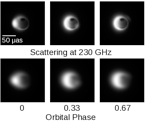 50 μas
Scattering at 230 GHz
0 0.33 0.67
Orbital Phase